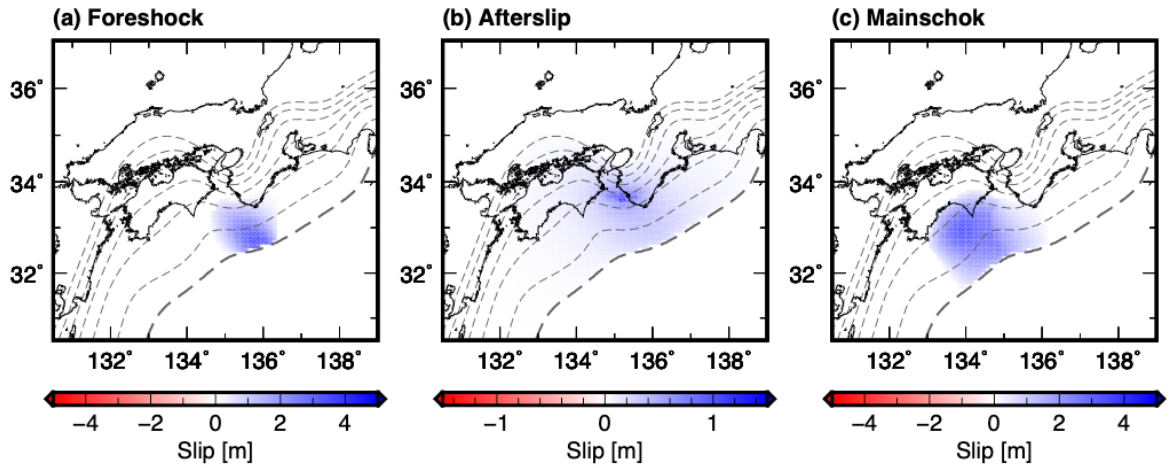 (a) Foreshock (b) Afterslip (c) Mainschok
36° 36° 36°
34° 34° 34°
32° 32° 32°
132° 134° 136° 138° 132° 134° 136° 138° 132° 134° 136° 138°
−4 −2 0 2 4 −1 0 1 −4 −2 0 2 4
Slip [m] Slip [m] Slip [m]